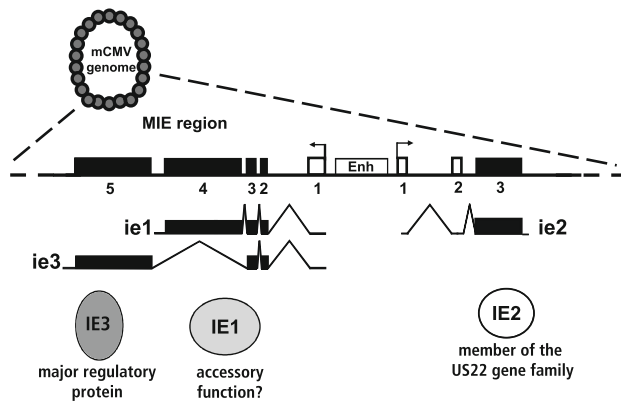 mCMV
genome
MIE region
Enh
5 4 3 2 1 1 2 3
ie1
ie2
ie3
IE3
IE1
IE2
major regulatory
protein
accessory
function?
member of the
US22 gene family